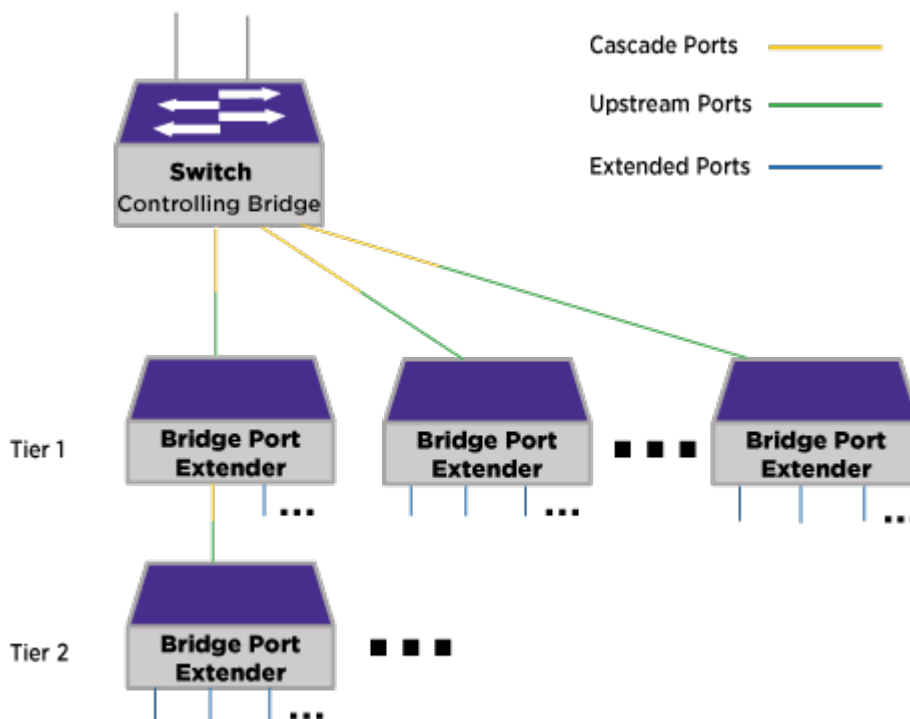 Cascade Ports
Upstream Ports
Extended Ports
Switch
Controlling Bridge
Tier 1
Bridge Port
Extender
...
Bridge Port
Extender
...
Bridge Port
Extender
...
Tier 2
Bridge Port
Extender
...